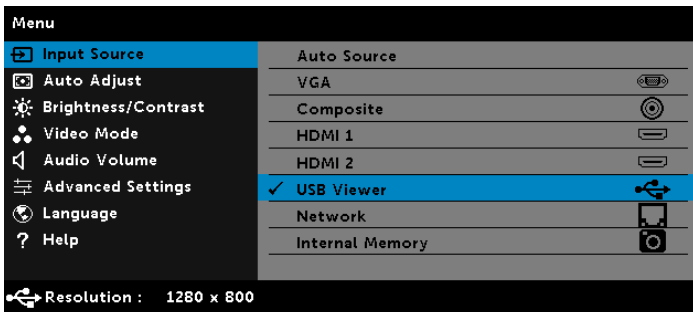 Menu
Input Source
Auto Adjust
Brightness/Contrast
Video Mode
Audio Volume
Advanced Settings
Language
? Help
Auto Source
VGA
Composite
HDMI 1
HDMI 2
✓ USB Viewer
Network
Internal Memory
Resolution : 1280 x 800